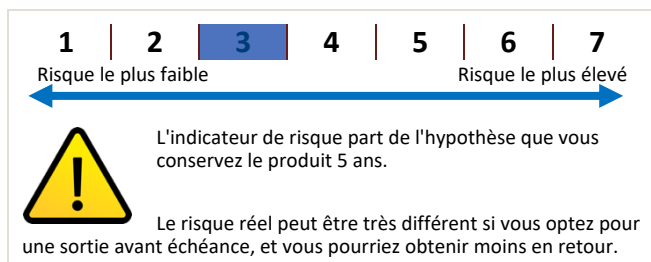 1 2 3 4 5 6 7
Risque le plus faible Risque le plus élevé
L'indicateur de risque part de l'hypothèse que vous
conservez le produit 5 ans.
Le risque réel peut être très différent si vous optez pour
une sortie avant échéance, et vous pourriez obtenir moins en retour.